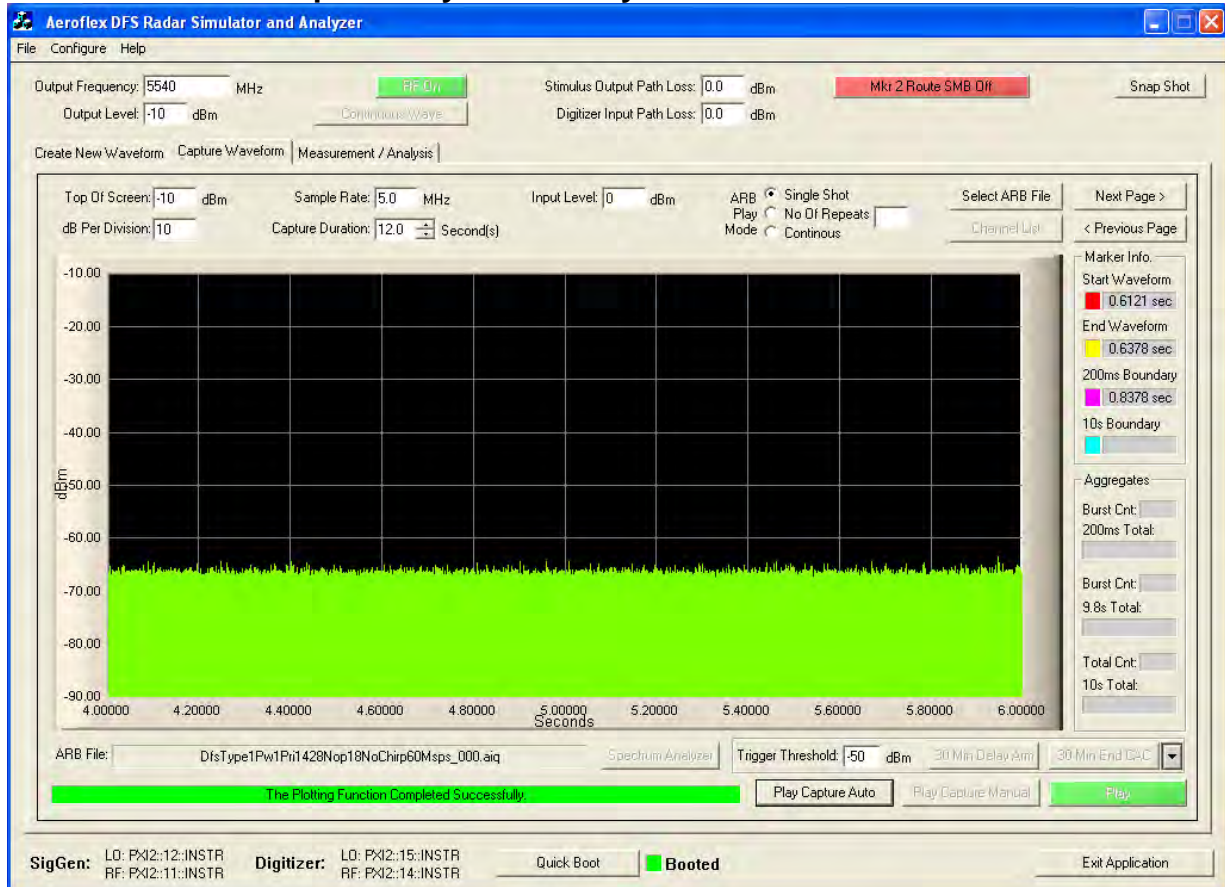 Aeroflex DFS Radar Simulator and Analyzer
File Configure Help
Output Frequency: 5540 MHz
RF On
Stimulus Output Path Loss: 0.0 dBm
Mkr 2 Route SMB Off
Snap Shot
Output Level: -10 dBm
Continuous Wave
Digitizer Input Path Loss: 0.0 dBm
Create New Waveform Capture Waveform Measurement / Analysis
Top Of Screen: -10 dBm
Sample Rate: 5.0 MHz
Input Level: 0 dBm
ARB Play Mode
Single Shot
No Of Repeats
Continous
Select ARB File
Next Page >
dB Per Division: 10
Capture Duration: 12.0 Second(s)
Channel List
< Previous Page
-10.00
-20.00
-30.00
-40.00
-50.00
-60.00
-70.00
-80.00
-90.00
dBm
4.00000 4.20000 4.40000 4.60000 4.80000 5.00000 5.20000 5.40000 5.60000 5.80000 6.00000
Seconds
Marker Info.
Start Waveform
0.6121 sec
End Waveform
0.6378 sec
200ms Boundary
0.8378 sec
10s Boundary
Aggregates
Burst Cnt:
200ms Total:
Burst Cnt:
9.8s Total:
Total Cnt:
10s Total:
ARB File: DfsType1Pw1Pri1428Nop18NoChirp60Msps_000.aiq
Spectrum Analyzer
Trigger Threshold: -50 dBm
30 Min Delay Arm
30 Min End CAC
The Plotting Function Completed Successfully.
Play Capture Auto
Play Capture Manual
Play
SigGen: LO: PXI2::12::INSTR
RF: PXI2::11::INSTR
Digitizer: LO: PXI2::15::INSTR
RF: PXI2::14::INSTR
Quick Boot
Booted
Exit Application